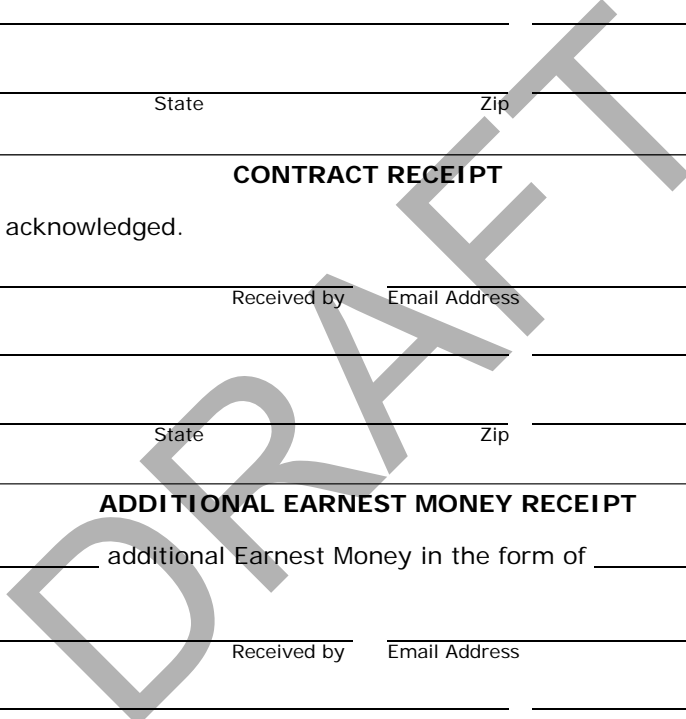 State Zip
CONTRACT RECEIPT
acknowledged.
Received by Email Address
State Zip
ADDITIONAL EARNEST MONEY RECEIPT
additional Earnest Money in the form of
Received by Email Address
DRAFT